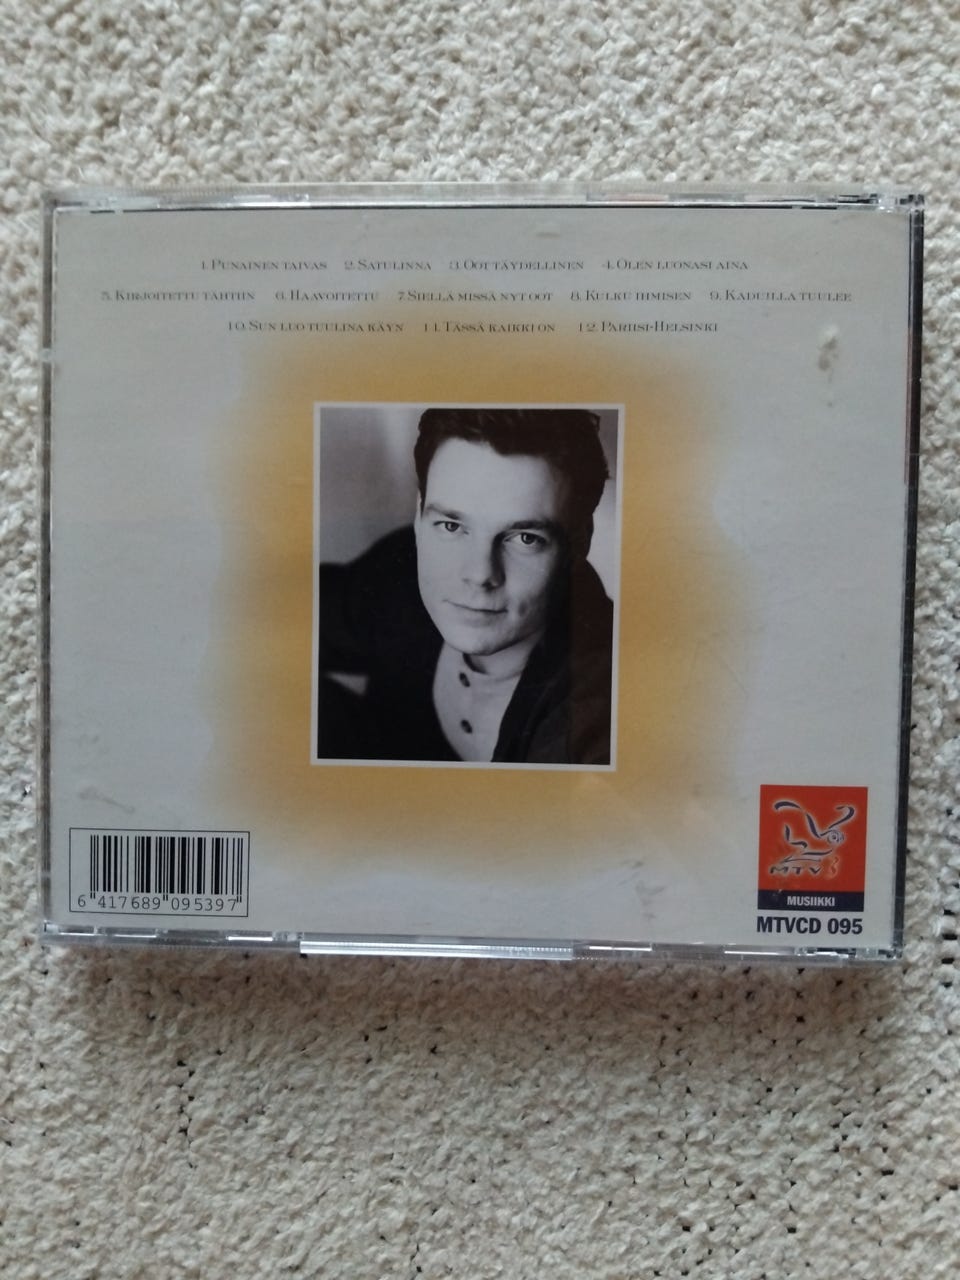 1. Punainen taivas 2. Satulinna 3. Oot täydellinen 4. Olen luonasi aina
5. Kirjoitettu tähtiin 6. Haavoitettu 7. Siellä missä nyt oot 8. Kulku ihmisen 9. Kaduilla tuulee
10. Sun luo tuulina käyn 11. Tässä kaikki on 12. Pariisi-Helsinki
6 417689 095397
MTV3
MUSIIKKI
MTVCD 095